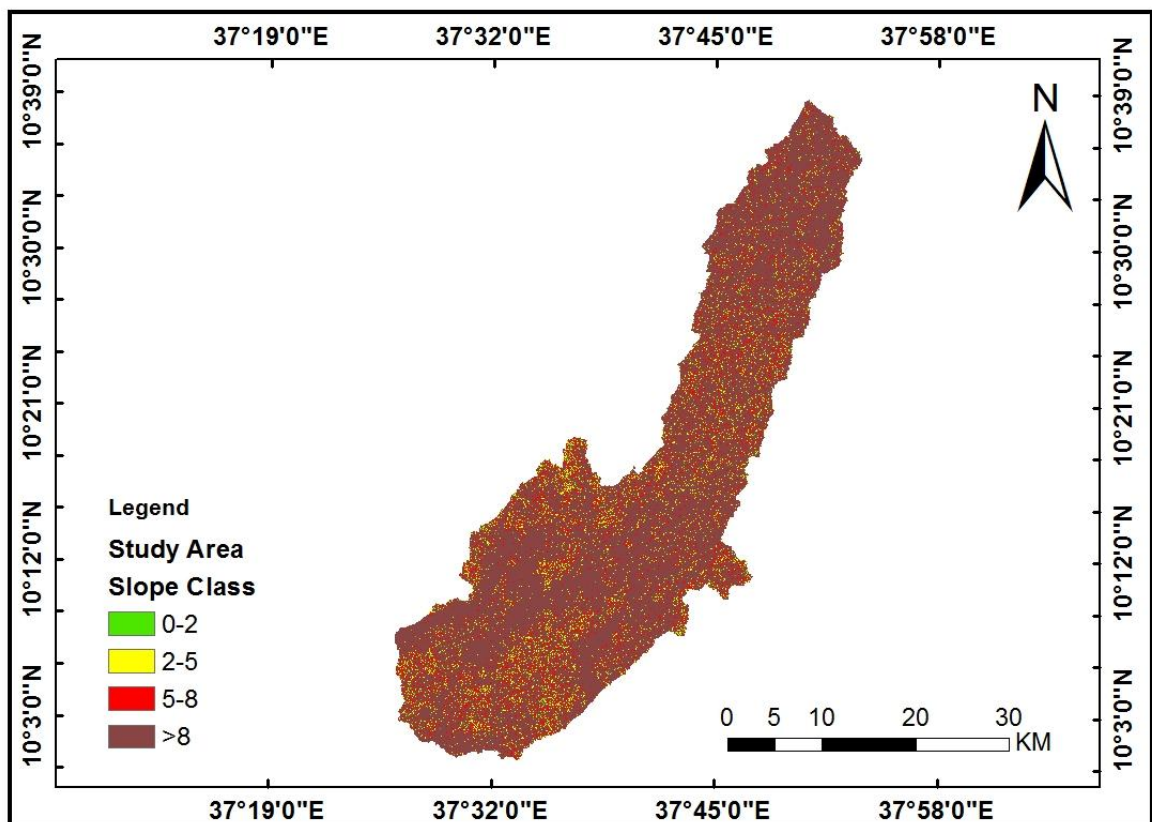 37°19'0"E 37°32'0"E 37°45'0"E 37°58'0"E
10°39'0"N 10°39'0"N
N
10°30'0"N 10°30'0"N
10°21'0"N 10°21'0"N
10°12'0"N 10°12'0"N
10°3'0"N 10°3'0"N
Legend
Study Area
Slope Class
0-2
2-5
5-8
>8
0 5 10 20 30
KM
37°19'0"E 37°32'0"E 37°45'0"E 37°58'0"E